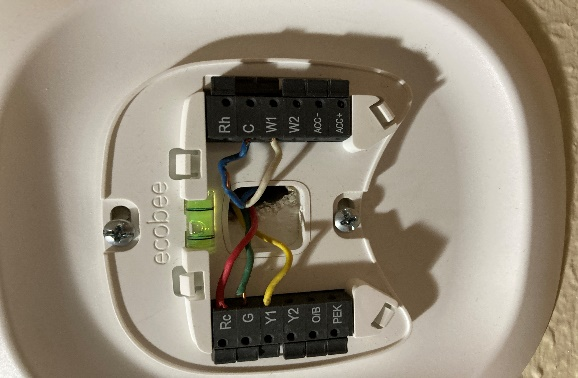 Rh C W1 W2 ACC- ACC+
ecobee
Rc G Y1 Y2 O/B PEK